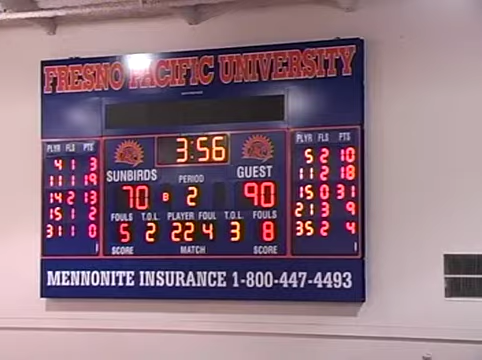 FRESNO PACIFIC UNIVERSITY
PLYR FLS PTS
4 1 3
11 1 19
14 2 13
15 1 2
31 1 0
3:56
SUNBIRDS GUEST
PERIOD
70 B 2 90
FOULS T.O.L. PLAYER FOUL T.O.L. FOULS
5 2 22 4 3 8
SCORE MATCH SCORE
PLYR FLS PTS
5 2 10
11 2 18
15 0 31
21 3 9
35 2 4
MENNONITE INSURANCE 1-800-447-4493